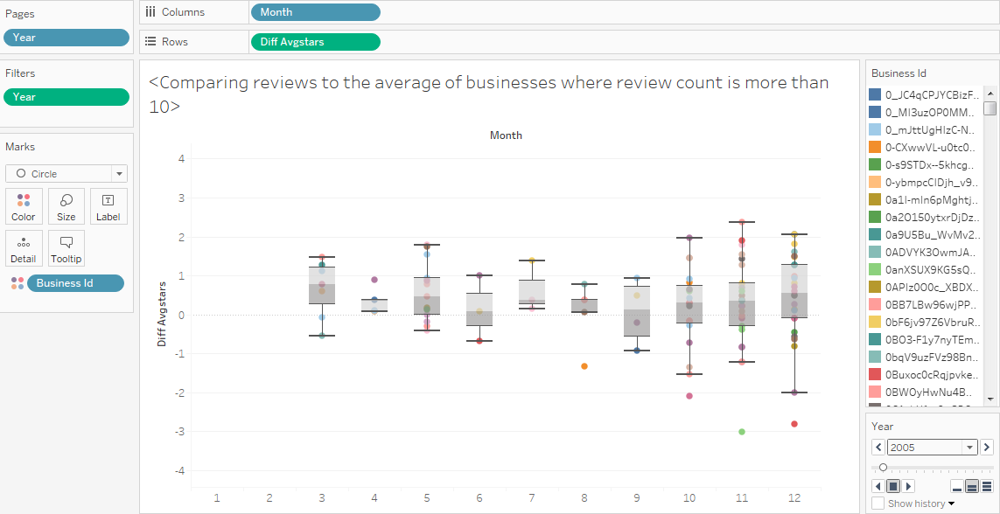 Pages
Year
Filters
Year
Marks
Circle
Color Size Label
Detail Tooltip
Business Id
Columns Month
Rows Diff Avgstars
<Comparing reviews to the average of businesses where review count is more than
10>
Month
Diff Avgstars
4
3
2
1
0
-1
-2
-3
-4
1 2 3 4 5 6 7 8 9 10 11 12
Business Id
0_JC4qCPJYCBizF..
0_MI3uzOP0MM..
0_mJttUgHIzC-N..
0-CXwwVL-u0tc0..
0-s9STDx--5khcg..
0-ybmpcCIDjh_v9..
0a1I-mIn6pMghtj..
0a2O150ytxrDjDz..
0a9U5Bu_WvMv2..
0ADVYK3OwmJA..
0anXSUX9KG5sQ..
0APIz0O0c_XBDX..
0BB7LBw96wjPP..
0bF6jv97Z6VbruR..
0BO3-F1y7nyTEm..
0bqV9uzFVz98Bn..
0Buxoc0cRqjpvke..
0BWOyHwNu4B..
Year
2005
Show history